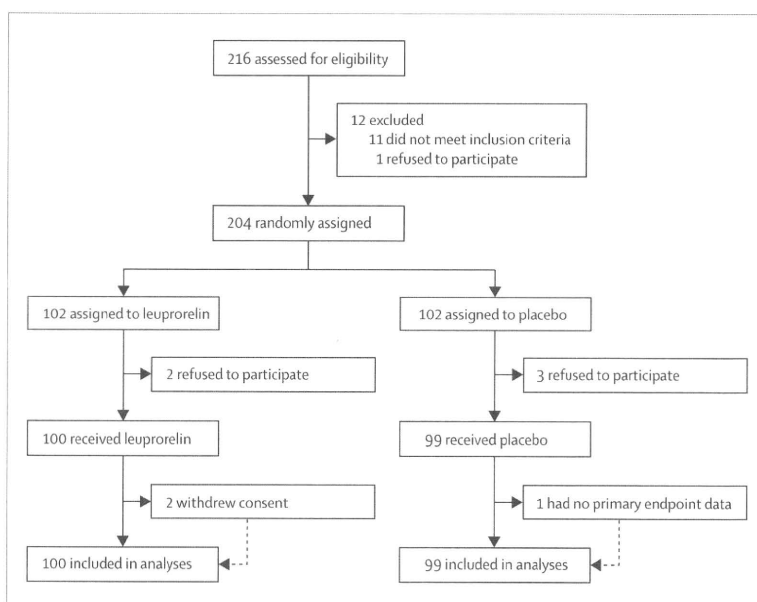 216 assessed for eligibility
12 excluded
11 did not meet inclusion criteria
1 refused to participate
204 randomly assigned
102 assigned to leuprorelin
102 assigned to placebo
2 refused to participate
3 refused to participate
100 received leuprorelin
99 received placebo
2 withdrew consent
1 had no primary endpoint data
100 included in analyses
99 included in analyses